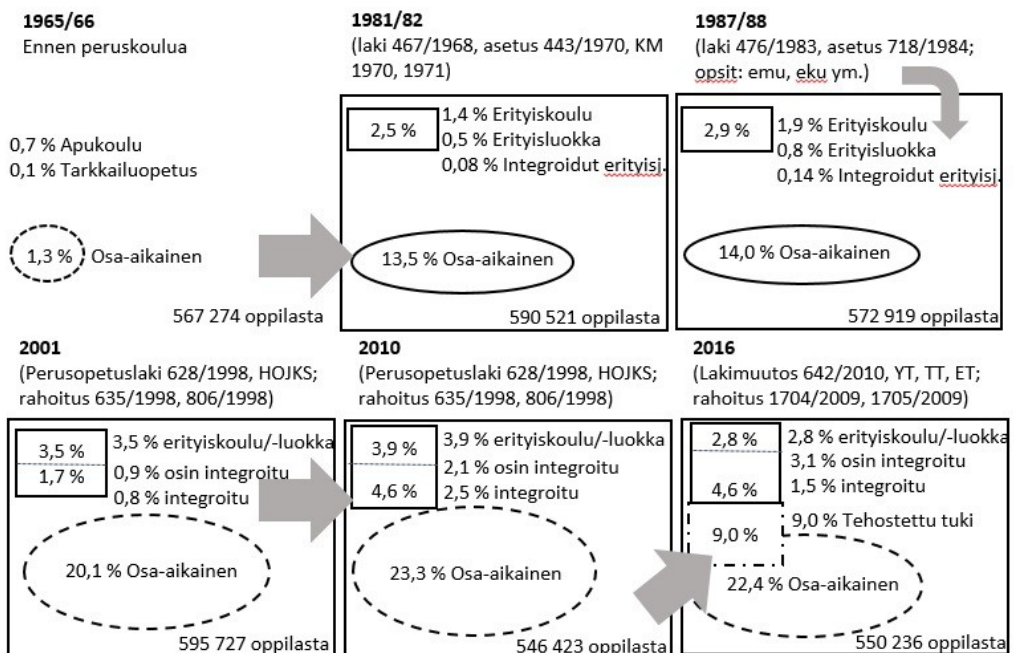 1965/66
Ennen peruskoulua
0,7 % Apukoulu
0,1 % Tarkkailuopetus
1,3 %
Osa-aikainen
567 274 oppilasta
1981/82
(laki 467/1968, asetus 443/1970, KM
1970, 1971)
2,5 %
1,4 % Erityiskoulu
0,5 % Erityisluokka
0,08 % Integroidut erityisj.
13,5 % Osa-aikainen
590 521 oppilasta
1987/88
(laki 476/1983, asetus 718/1984;
opsit: emu, eku ym.)
2,9 %
1,9 % Erityiskoulu
0,8 % Erityisluokka
0,14 % Integroidut erityisj.
14,0 % Osa-aikainen
572 919 oppilasta
2001
(Perusopetuslaki 628/1998, HOJKS;
rahoitus 635/1998, 806/1998)
3,5 %
1,7 %
3,5 % erityiskoulu/-luokka
0,9 % osin integroitu
0,8 % integroitu
20,1 % Osa-aikainen
595 727 oppilasta
2010
(Perusopetuslaki 628/1998, HOJKS;
rahoitus 635/1998, 806/1998)
3,9 %
4,6 %
3,9 % erityiskoulu/-luokka
2,1 % osin integroitu
2,5 % integroitu
23,3 % Osa-aikainen
546 423 oppilasta
2016
(Lakimuutos 642/2010, YT, TT, ET;
rahoitus 1704/2009, 1705/2009)
2,8 %
4,6 %
2,8 % erityiskoulu/-luokka
3,1 % osin integroitu
1,5 % integroitu
9,0 %
9,0 % Tehostettu tuki
22,4 % Osa-aikainen
550 236 oppilasta